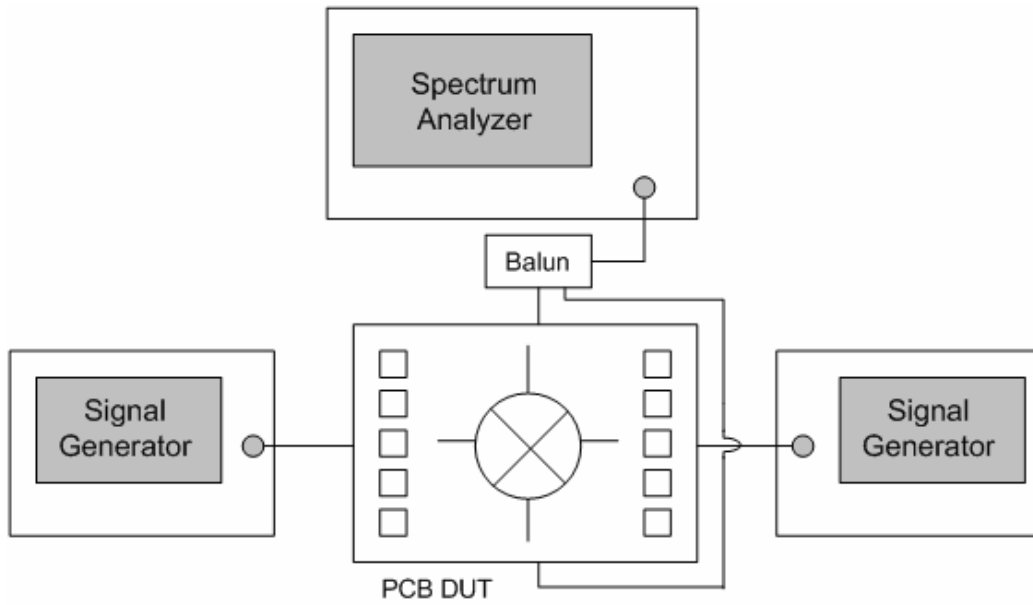 Spectrum
Analyzer
Balun
Signal
Generator
Signal
Generator
PCB DUT